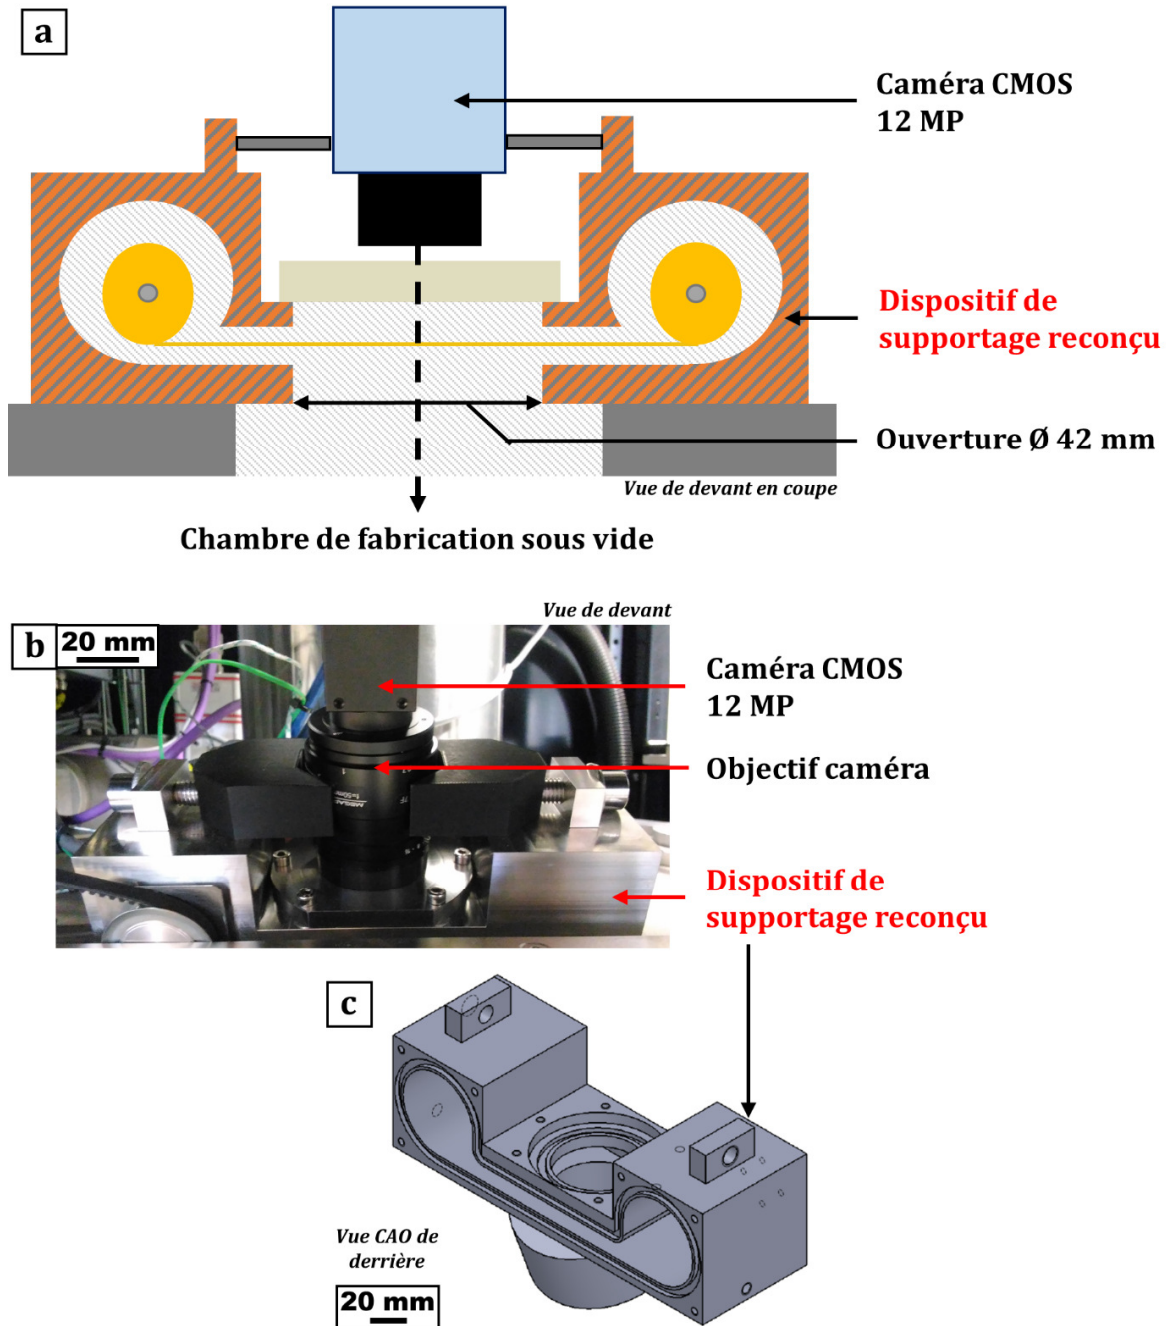 a
Caméra CMOS
12 MP
Dispositif de
supportage reconçu
Ouverture Ø 42 mm
Vue de devant en coupe
Chambre de fabrication sous vide
Vue de devant
b
20 mm
Caméra CMOS
12 MP
Objectif caméra
f=50mm
Dispositif de
supportage reconçu
c
Vue CAO de
derrière
20 mm